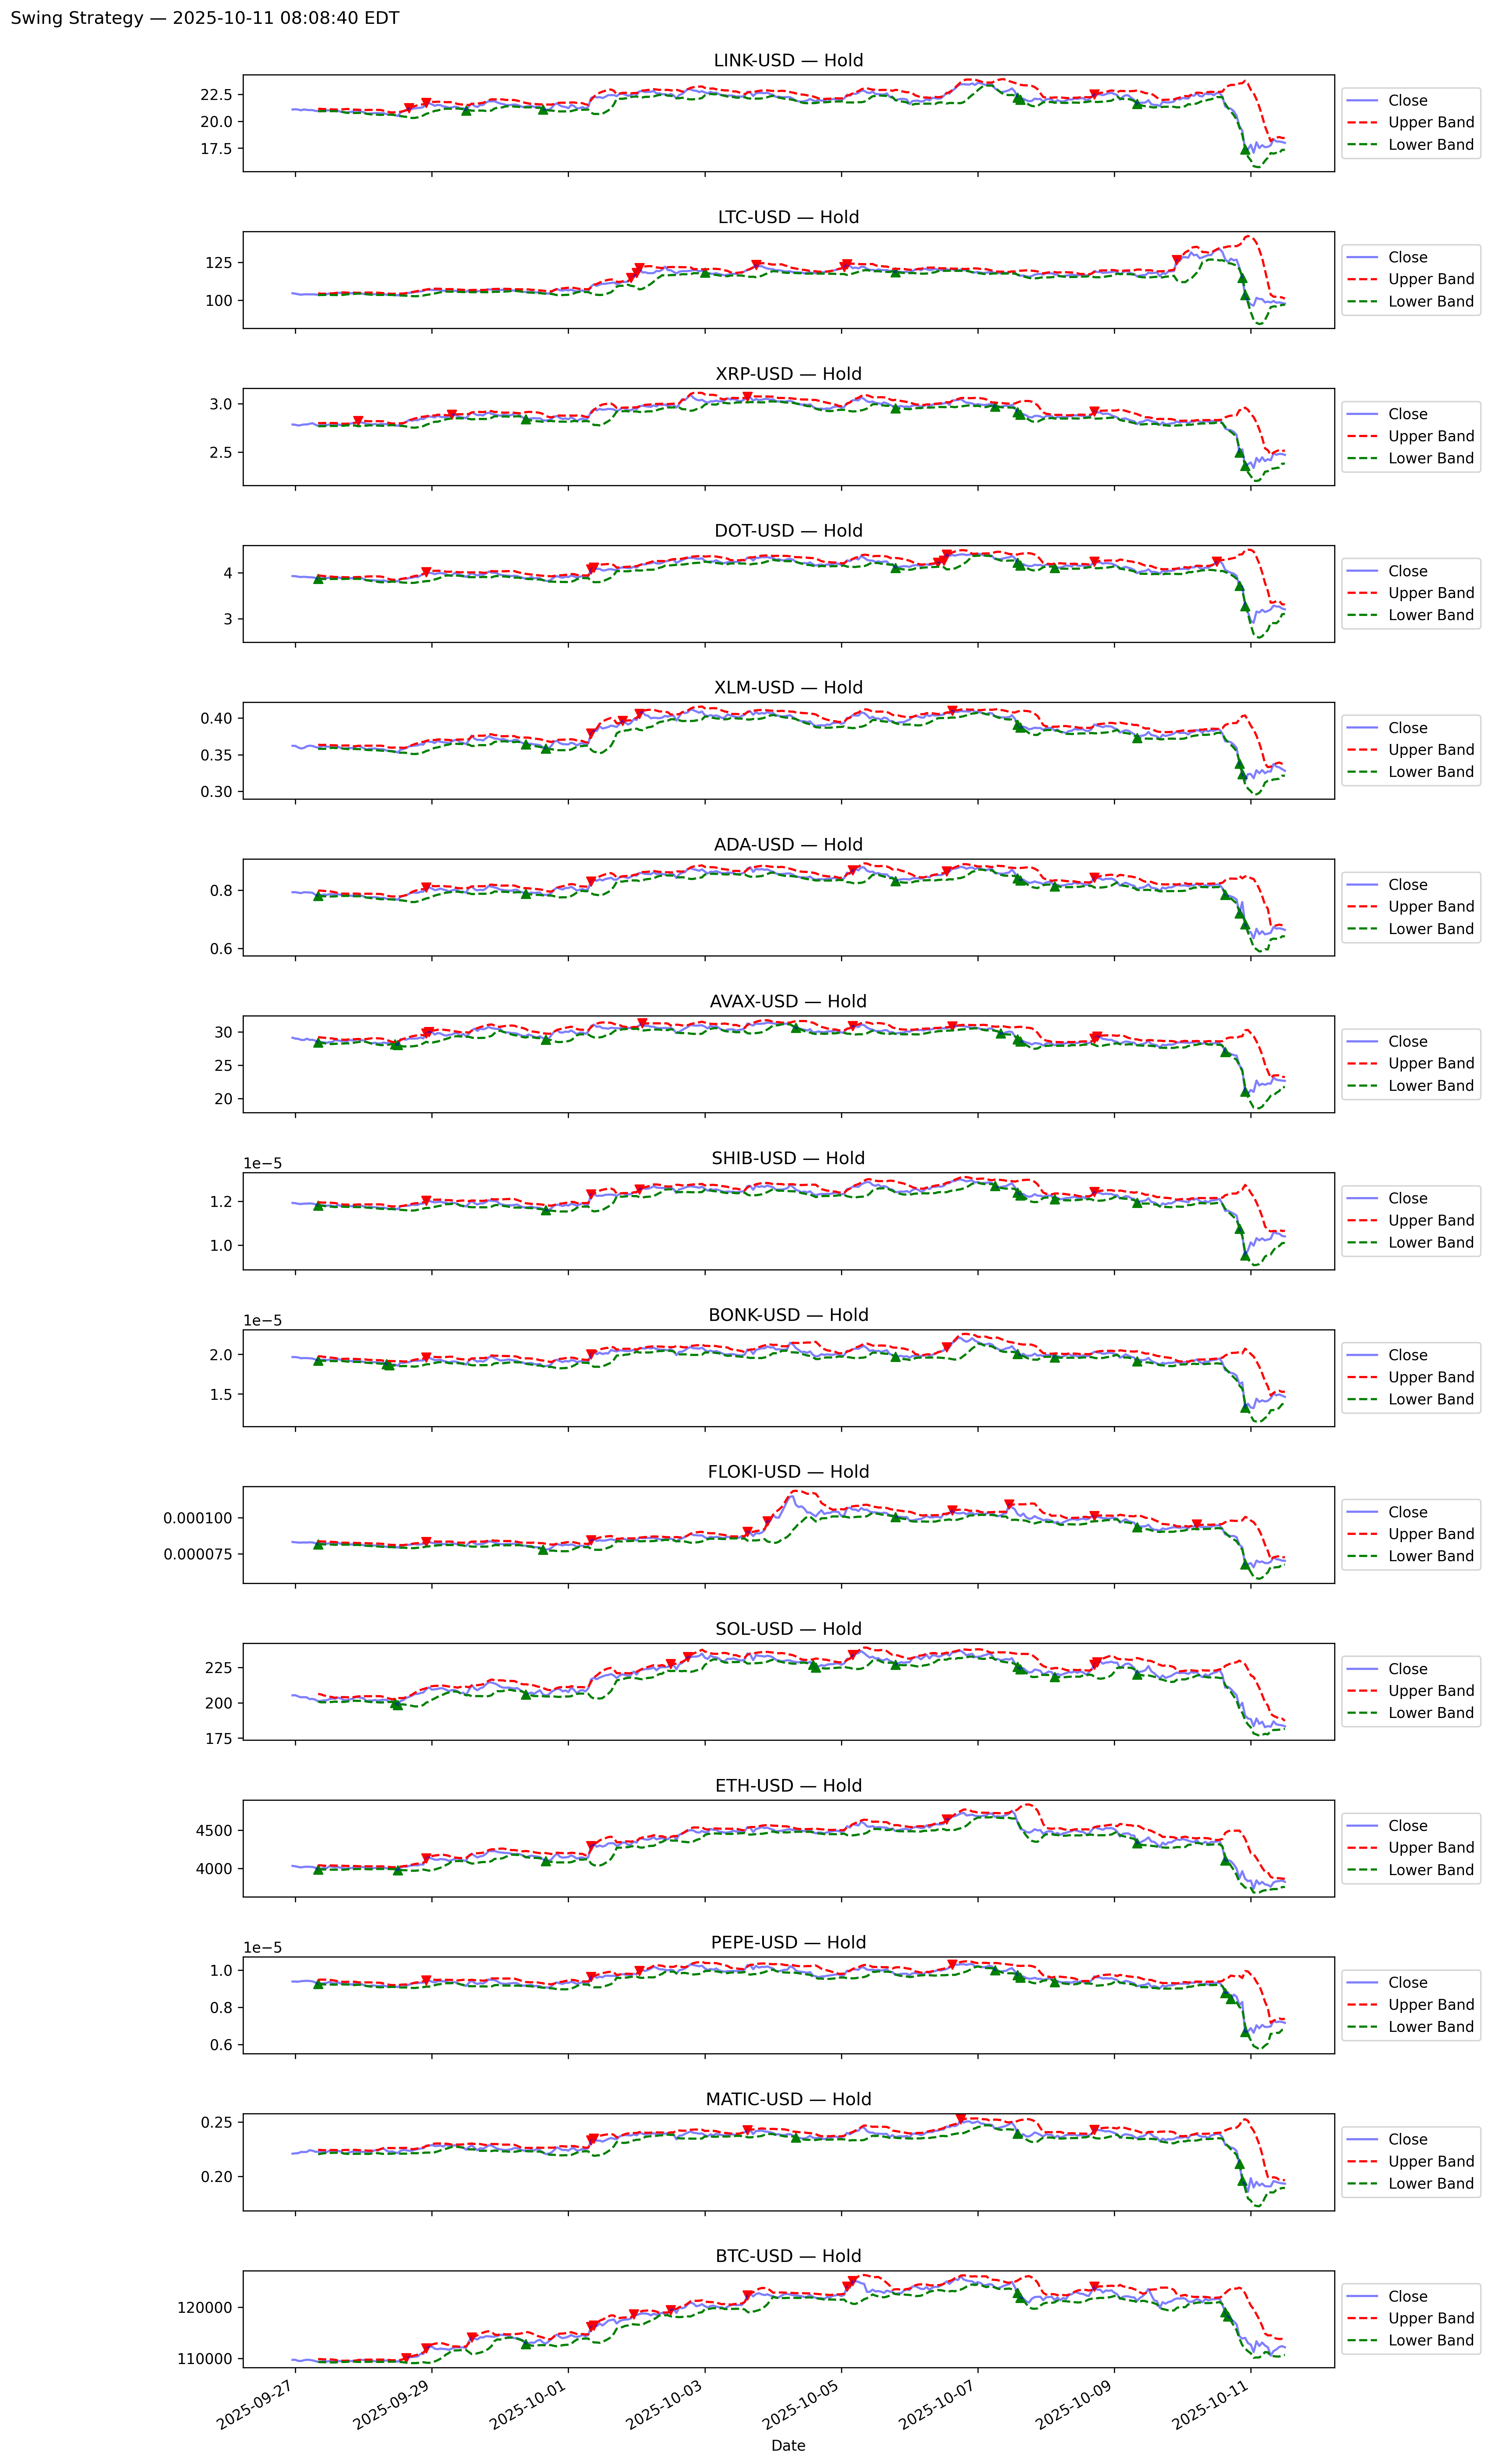 Swing Strategy — 2025-10-11 08:08:40 EDT
LINK-USD — Hold
22.5
20.0
17.5
Close
Upper Band
Lower Band
LTC-USD — Hold
125
100
Close
Upper Band
Lower Band
XRP-USD — Hold
3.0
2.5
Close
Upper Band
Lower Band
DOT-USD — Hold
4
3
Close
Upper Band
Lower Band
XLM-USD — Hold
0.40
0.35
0.30
Close
Upper Band
Lower Band
ADA-USD — Hold
0.8
0.6
Close
Upper Band
Lower Band
AVAX-USD — Hold
30
25
20
Close
Upper Band
Lower Band
SHIB-USD — Hold
1e−5
1.2
1.0
Close
Upper Band
Lower Band
BONK-USD — Hold
1e−5
2.0
1.5
Close
Upper Band
Lower Band
FLOKI-USD — Hold
0.000100
0.000075
Close
Upper Band
Lower Band
SOL-USD — Hold
225
200
175
Close
Upper Band
Lower Band
ETH-USD — Hold
4500
4000
Close
Upper Band
Lower Band
PEPE-USD — Hold
1e−5
1.0
0.8
0.6
Close
Upper Band
Lower Band
MATIC-USD — Hold
0.25
0.20
Close
Upper Band
Lower Band
BTC-USD — Hold
120000
110000
Close
Upper Band
Lower Band
2025-09-27
2025-09-29
2025-10-01
2025-10-03
2025-10-05
2025-10-07
2025-10-09
2025-10-11
Date